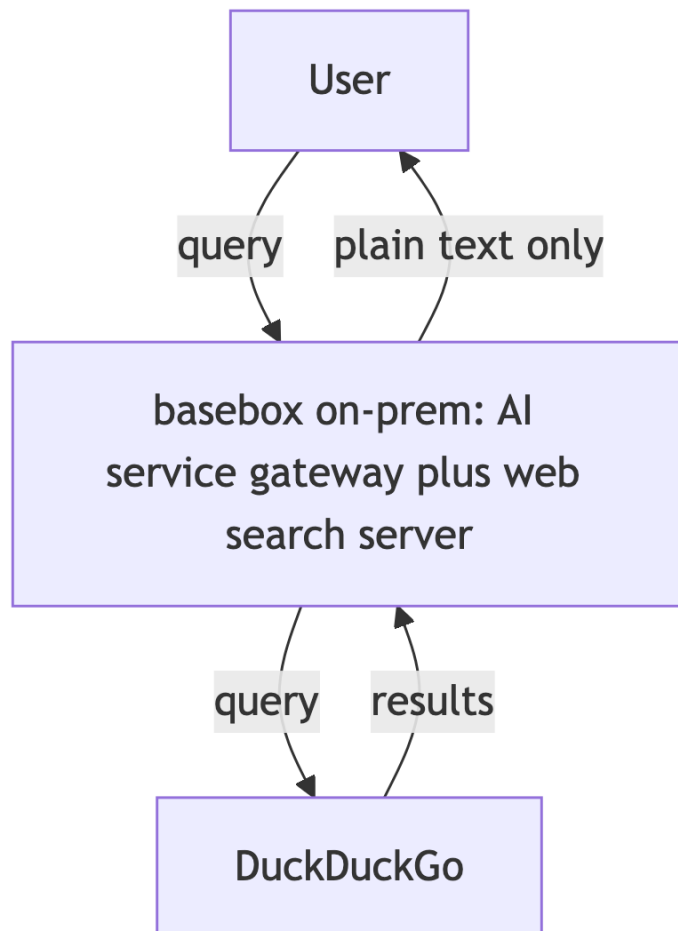 User
query
plain text only
basebox on-prem: AI
service gateway plus web
search server
query
results
DuckDuckGo